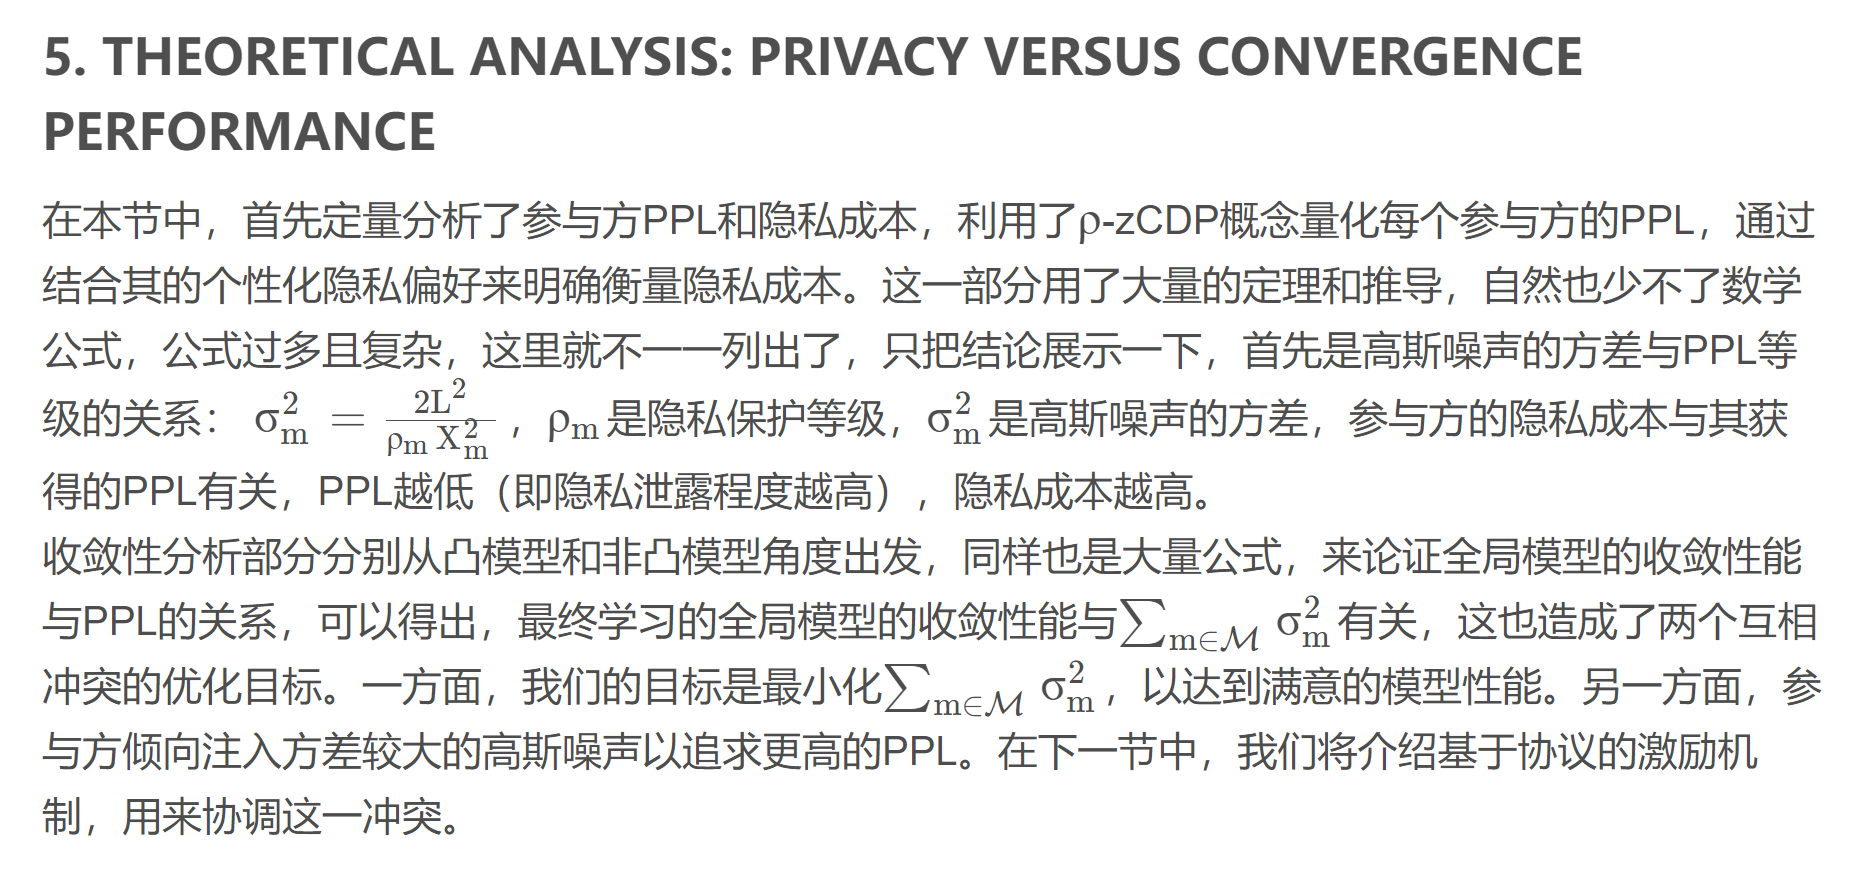 5. THEORETICAL ANALYSIS: PRIVACY VERSUS CONVERGENCE
PERFORMANCE
在本节中，首先定量分析了参与方PPL和隐私成本，利用了ρ-zCDP概念量化每个参与方的PPL，通过
结合其的个性化隐私偏好来明确衡量隐私成本。这一部分用了大量的定理和推导，自然也少不了数学
公式，公式过多且复杂，这里就不一一列出了，只把结论展示一下，首先是高斯噪声的方差与PPL等
级的关系： $\sigma_m^2 = \frac{2L^2}{\rho_m X_m^2}$，$\rho_m$是隐私保护等级，$\sigma_m^2$是高斯噪声的方差，参与方的隐私成本与其获
得的PPL有关，PPL越低（即隐私泄露程度越高），隐私成本越高。
收敛性分析部分分别从凸模型和非凸模型角度出发，同样也是大量公式，来论证全局模型的收敛性能
与PPL的关系，可以得出，最终学习的全局模型的收敛性能与$\sum_{m \in \mathcal{M}} \sigma_m^2$有关，这也造成了两个互相
冲突的优化目标。一方面，我们的目标是最小化$\sum_{m \in \mathcal{M}} \sigma_m^2$，以达到满意的模型性能。另一方面，参
与方倾向注入方差较大的高斯噪声以追求更高的PPL。在下一节中，我们将介绍基于协议的激励机
制，用来协调这一冲突。